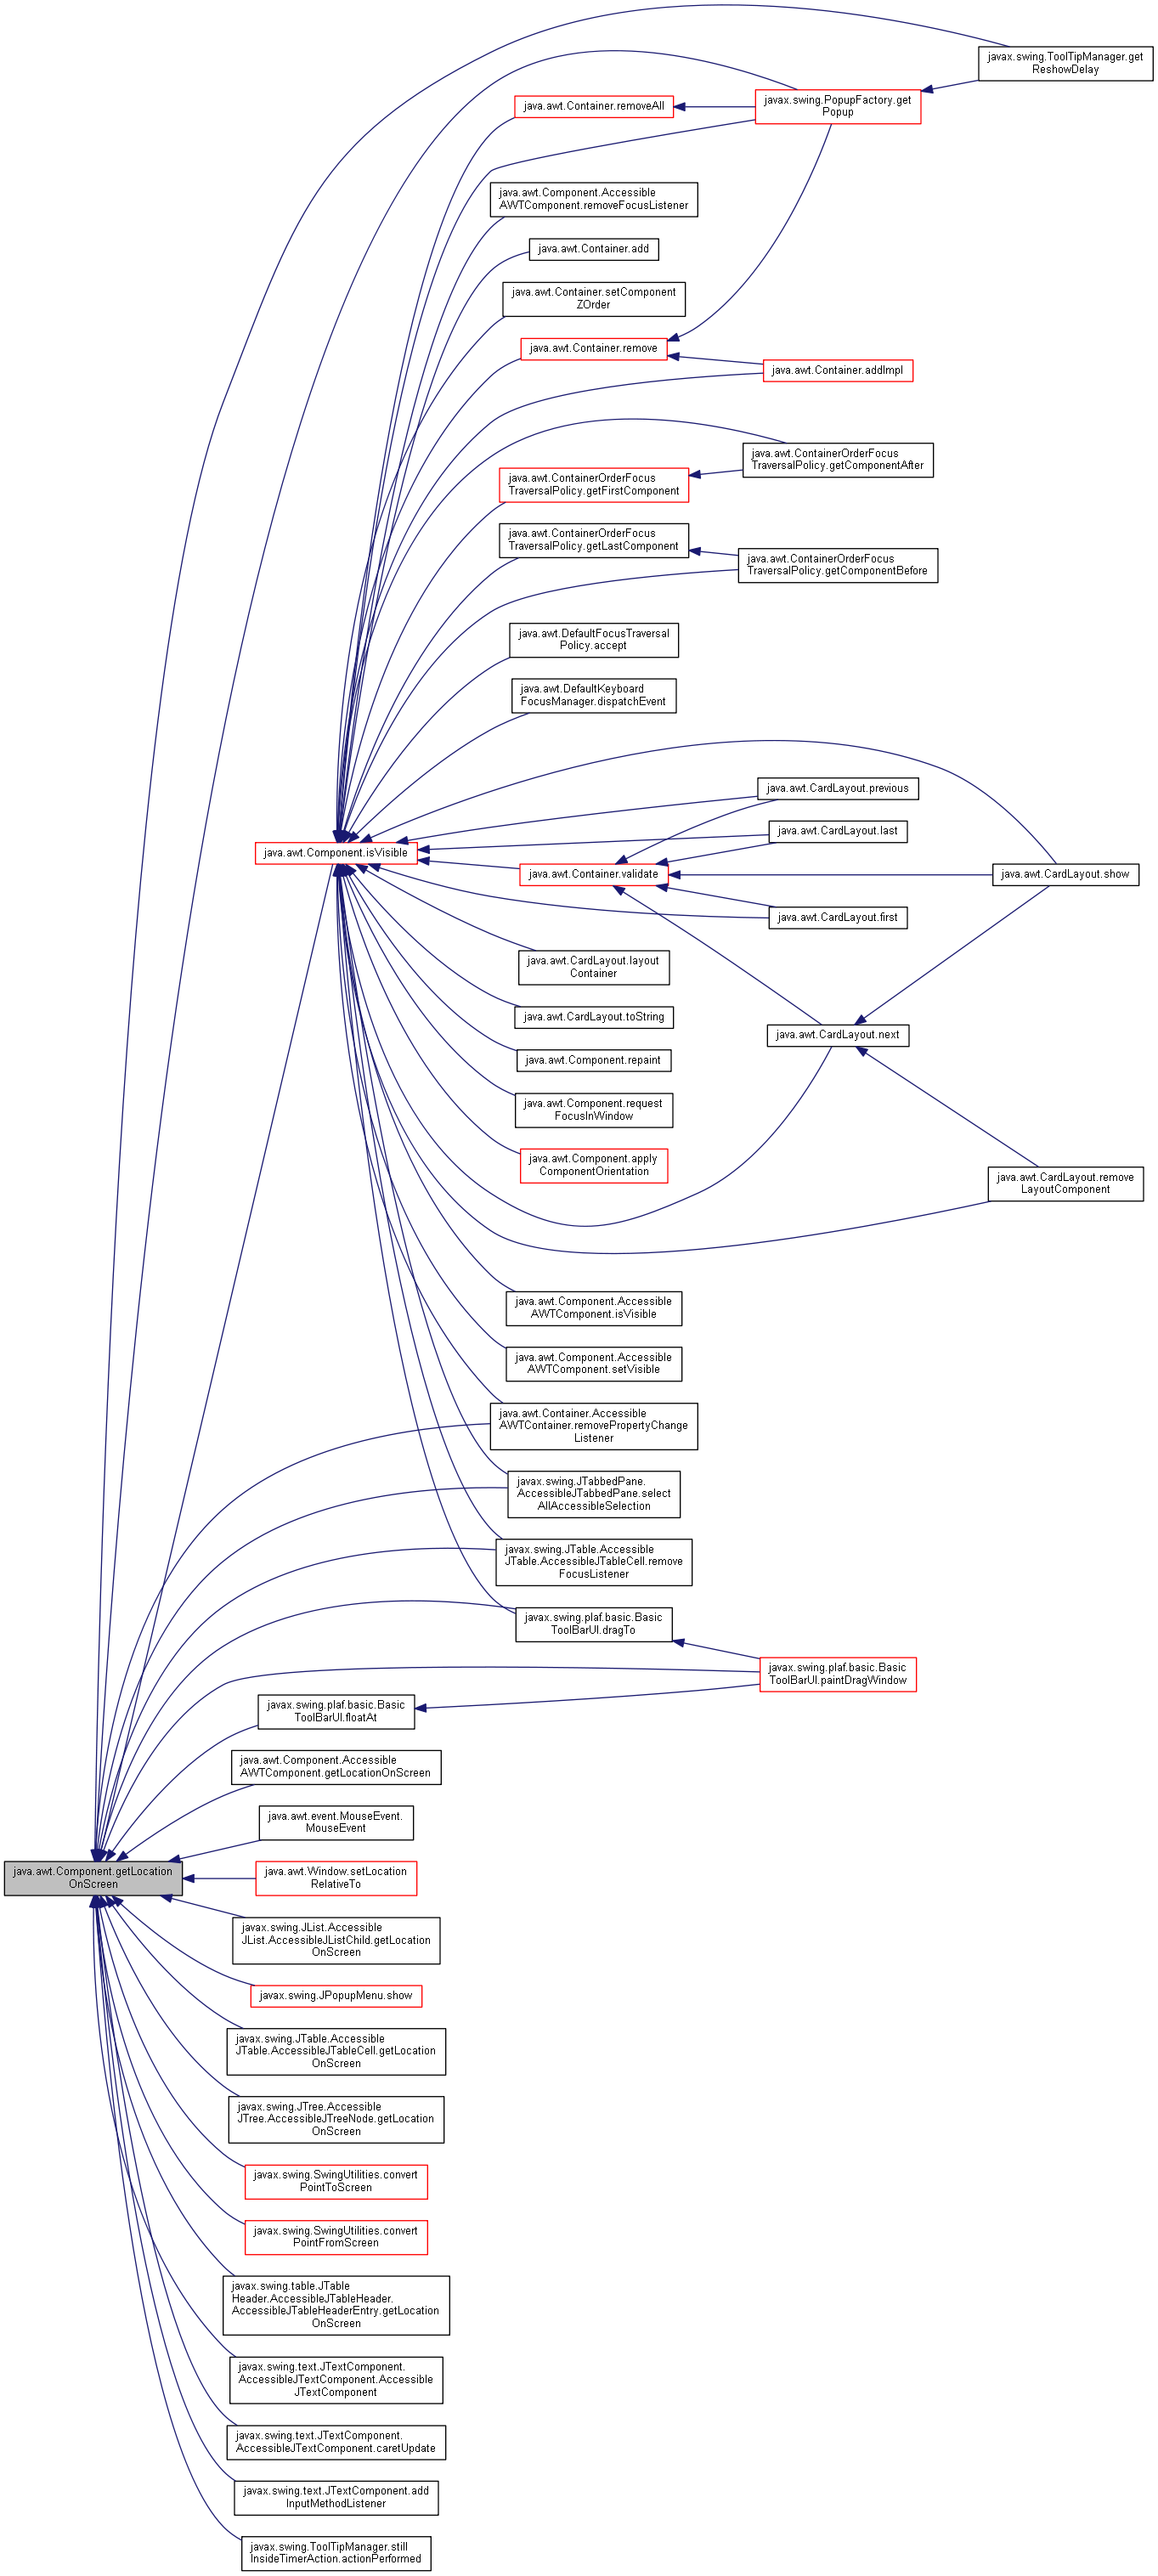 javax.swing.ToolTipManager.get
ReshowDelay
javax.swing.PopupFactory.get
Popup
java.awt.Container.removeAll
java.awt.Component.Accessible
AWTComponent.removeFocusListener
java.awt.Container.add
java.awt.Container.setComponent
ZOrder
java.awt.Container.remove
java.awt.Container.addImpl
java.awt.ContainerOrderFocus
TraversalPolicy.getComponentAfter
java.awt.ContainerOrderFocus
TraversalPolicy.getFirstComponent
java.awt.ContainerOrderFocus
TraversalPolicy.getLastComponent
java.awt.ContainerOrderFocus
TraversalPolicy.getComponentBefore
java.awt.DefaultFocusTraversal
Policy.accept
java.awt.DefaultKeyboard
FocusManager.dispatchEvent
java.awt.CardLayout.previous
java.awt.CardLayout.last
java.awt.Component.isVisible
java.awt.Container.validate
java.awt.CardLayout.show
java.awt.CardLayout.first
java.awt.CardLayout.layout
Container
java.awt.CardLayout.toString
java.awt.CardLayout.next
java.awt.Component.repaint
java.awt.Component.request
FocusInWindow
java.awt.Component.apply
ComponentOrientation
java.awt.CardLayout.remove
LayoutComponent
java.awt.Component.Accessible
AWTComponent.isVisible
java.awt.Component.Accessible
AWTComponent.setVisible
java.awt.Container.Accessible
AWTContainer.removePropertyChange
Listener
javax.swing.JTabbedPane.
AccessibleJTabbedPane.select
AllAccessibleSelection
javax.swing.JTable.Accessible
JTable.AccessibleJTableCell.remove
FocusListener
javax.swing.plaf.basic.Basic
ToolBarUI.dragTo
javax.swing.plaf.basic.Basic
ToolBarUI.paintDragWindow
javax.swing.plaf.basic.Basic
ToolBarUI.floatAt
java.awt.Component.Accessible
AWTComponent.getLocationOnScreen
java.awt.event.MouseEvent.
MouseEvent
java.awt.Component.getLocation
OnScreen
java.awt.Window.setLocation
RelativeTo
javax.swing.JList.Accessible
JList.AccessibleJListChild.getLocation
OnScreen
javax.swing.JPopupMenu.show
javax.swing.JTable.Accessible
JTable.AccessibleJTableCell.getLocation
OnScreen
javax.swing.JTree.Accessible
JTree.AccessibleJTreeNode.getLocation
OnScreen
javax.swing.SwingUtilities.convert
PointToScreen
javax.swing.SwingUtilities.convert
PointFromScreen
javax.swing.table.JTable
Header.AccessibleJTableHeader.
AccessibleJTableHeaderEntry.getLocation
OnScreen
javax.swing.text.JTextComponent.
AccessibleJTextComponent.Accessible
JTextComponent
javax.swing.text.JTextComponent.
AccessibleJTextComponent.caretUpdate
javax.swing.text.JTextComponent.add
InputMethodListener
javax.swing.ToolTipManager.still
InsideTimerAction.actionPerformed